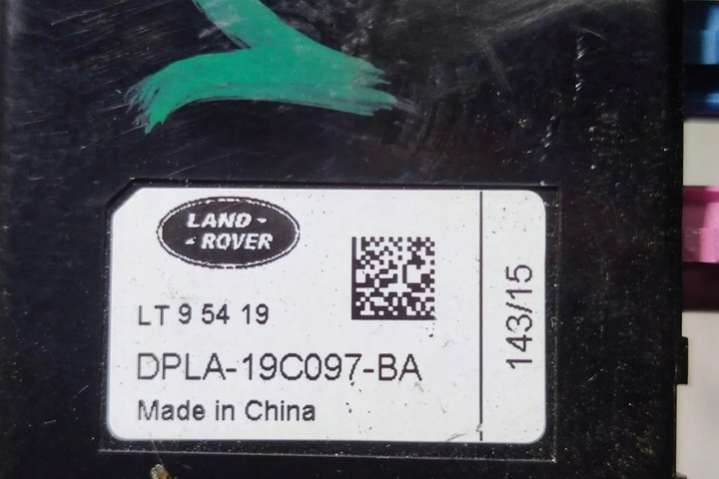 LAND-
-ROVER
LT 9 54 19
DPLA-19C097-BA
Made in China
143/15